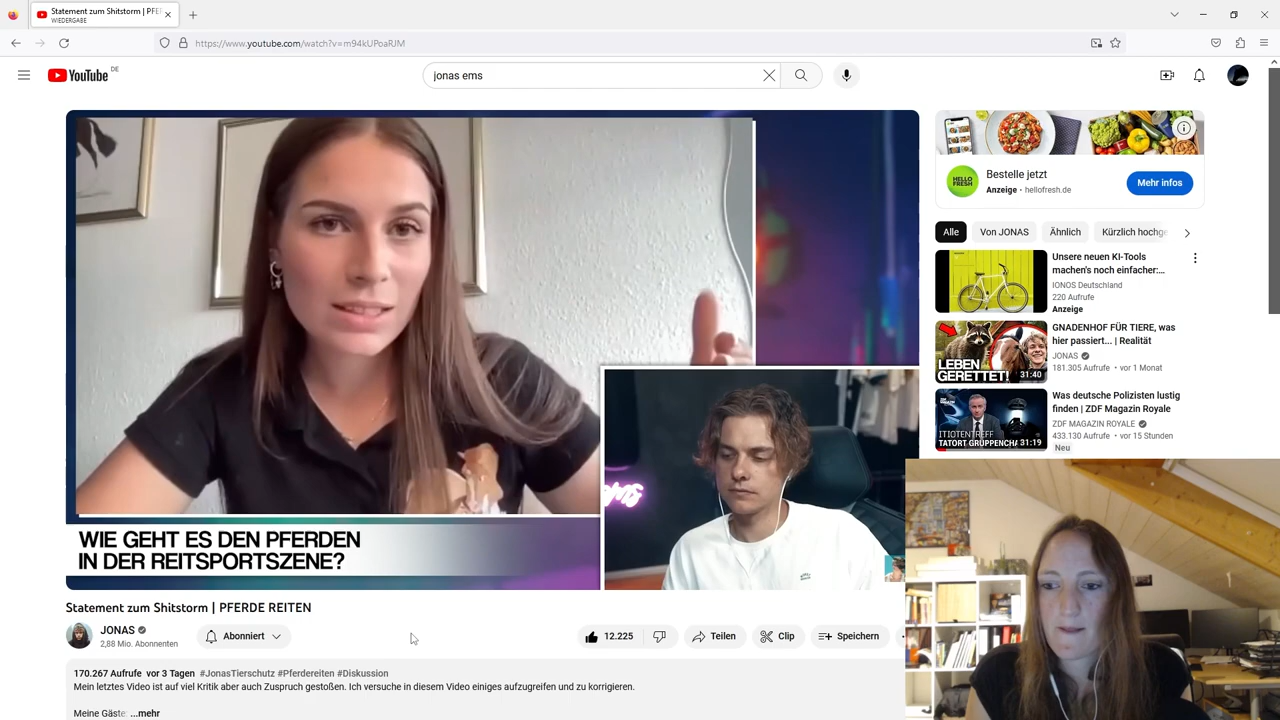 Statement zum Shitstorm | PFE
WIEDERGABE
https://www.youtube.com/watch?v=m94kUPoaRJM
YouTube DE
jonas ems
WIE GEHT ES DEN PFERDEN
IN DER REITSPORTSZENE?
Statement zum Shitstorm | PFERDE REITEN
JONAS
2,88 Mio. Abonnenten
Abonniert
12.225
Teilen
Clip
Speichern
170.267 Aufrufe vor 3 Tagen #JonasTierschutz #Pferdereiten #Diskussion
Mein letztes Video ist auf viel Kritik aber auch Zuspruch gestoßen. Ich versuche in diesem Video einiges aufzugreifen und zu korrigieren.
Meine Gäste: ...mehr
HELLO
FRESH
Bestelle jetzt
Anzeige • hellofresh.de
Mehr infos
Alle
Von JONAS
Ähnlich
Kürzlich hochge
Unsere neuen KI-Tools
machen's noch einfacher:...
IONOS Deutschland
220 Aufrufe
Anzeige
LEBEN
GERETTET!
31:40
GNADENHOF FÜR TIERE, was
hier passiert... | Realität
JONAS
181.305 Aufrufe • vor 1 Monat
TATORT GRUPPENCHA
31:19
Was deutsche Polizisten lustig
finden | ZDF Magazin Royale
ZDF MAGAZIN ROYALE
433.130 Aufrufe • vor 15 Stunden
Neu